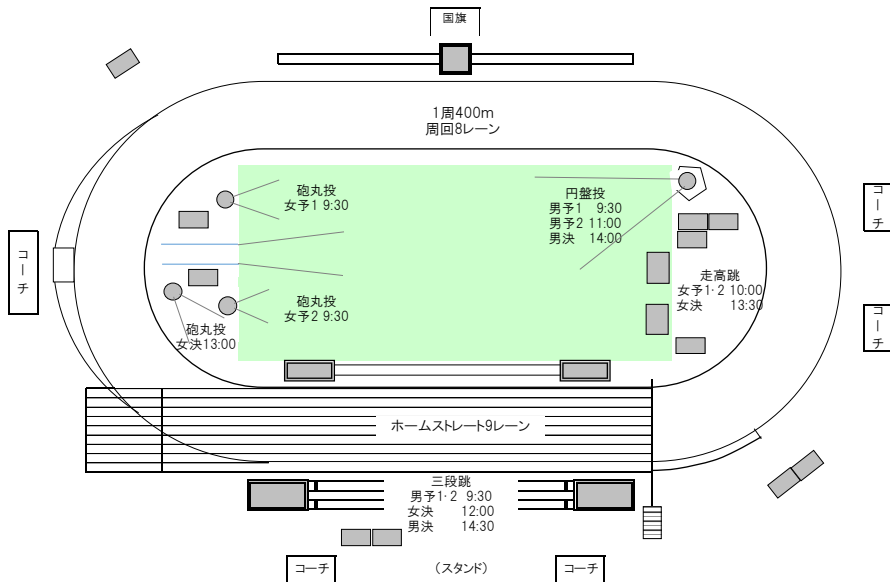 国旗
1周400m
周回8レーン
砲丸投
女予1 9:30
円盤投
男予1 9:30
男予2 11:00
男決 14:00
コーチ
コーチ
走高跳
女予1·2 10:00
女決 13:30
砲丸投
女予2 9:30
砲丸投
女決13:00
コーチ
ホームストレート9レーン
三段跳
男予1·2 9:30
女決 12:00
男決 14:30
コーチ
(スタンド)
コーチ